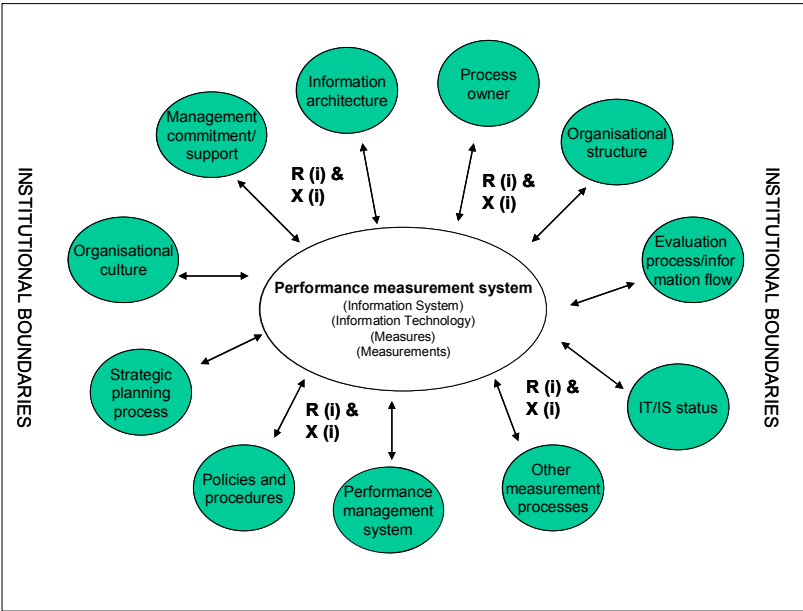 Information
architecture
Process
owner
Management
commitment/
support
Organisational
structure
R (i) &
X (i)
R (i) &
X (i)
INSTITUTIONAL BOUNDARIES
INSTITUTIONAL BOUNDARIES
Organisational
culture
Evaluation
process/infor
mation flow
Performance measurement system
(Information System)
(Information Technology)
(Measures)
(Measurements)
Strategic
planning
process
IT/IS status
R (i) &
X (i)
R (i) &
X (i)
Policies and
procedures
Performance
management
system
Other
measurement
processes